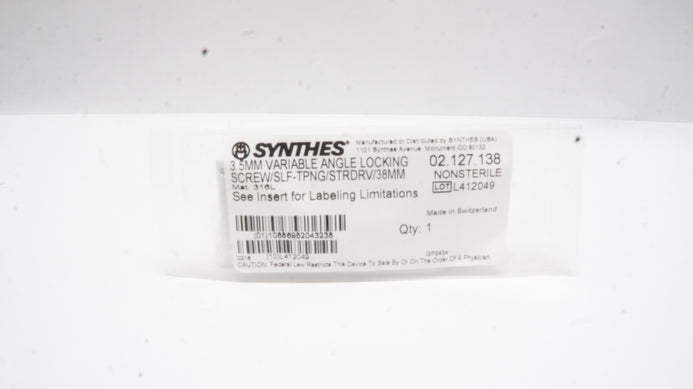 SYNTHES®
Manufactured or Distributed by SYNTHES (USA)
1101 Synthes Avenue, Monument CO 80132
3.5MM VARIABLE ANGLE LOCKING
SCREW/SLF-TPNG/STRDRV/38MM
Mat: 316L
See Insert for Labeling Limitations
02.127.138
NONSTERILE
LOT L412049
Made in Switzerland
(01)10886982043238
Qty: 1
0216
(10)L412049
GP2434
CAUTION: Federal Law Restricts This Device To Sale By Or On The Order Of A Physician.